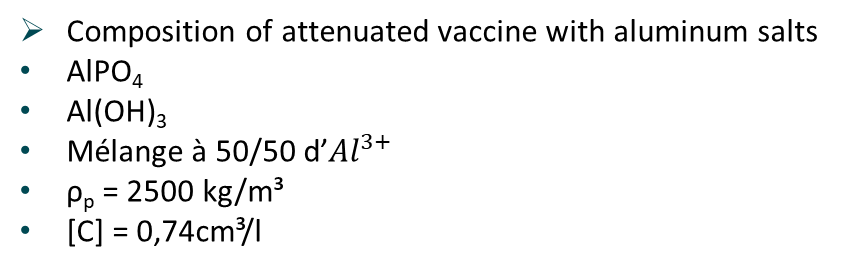 ➢ Composition of attenuated vaccine with aluminum salts
• AlPO₄
• Al(OH)₃
• Mélange à 50/50 d’Al³⁺
• ρₚ = 2500 kg/m³
• [C] = 0,74cm³/l